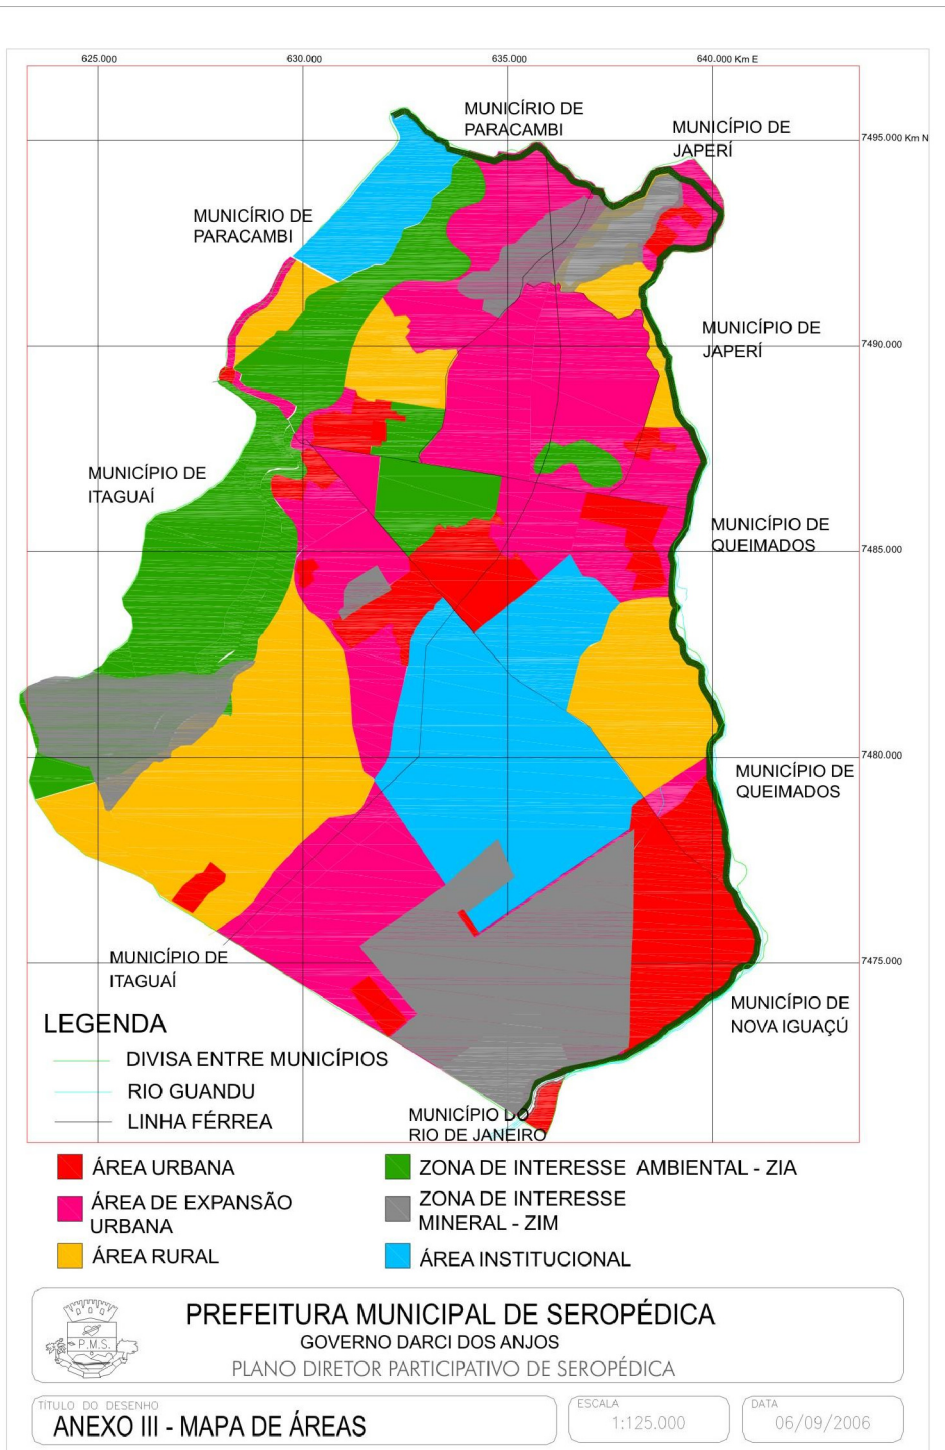 625.000
630.000
635.000
640.000 Km E
MUNICÍRIO DE
PARACAMBI
MUNICÍPIO DE
JAPERÍ
7495.000 Km N
MUNICÍRIO DE
PARACAMBI
MUNICÍPIO DE
JAPERÍ
7490.000
MUNICÍPIO DE
ITAGUAÍ
MUNICÍPIO DE
QUEIMADOS
7485.000
7480.000
MUNICÍPIO DE
QUEIMADOS
MUNICÍPIO DE
ITAGUAÍ
7475.000
MUNICÍPIO DE
NOVA IGUAÇÚ
LEGENDA
DIVISA ENTRE MUNICÍPIOS
RIO GUANDU
LINHA FÉRREA
MUNICÍPIO DO
RIO DE JANEIRO
ÁREA URBANA
ZONA DE INTERESSE AMBIENTAL - ZIA
ÁREA DE EXPANSÃO
URBANA
ZONA DE INTERESSE
MINERAL - ZIM
ÁREA RURAL
ÁREA INSTITUCIONAL
P.M.S.
PREFEITURA MUNICIPAL DE SEROPÉDICA
GOVERNO DARCI DOS ANJOS
PLANO DIRETOR PARTICIPATIVO DE SEROPÉDICA
TÍTULO DO DESENHO
ANEXO III - MAPA DE ÁREAS
ESCALA
1:125.000
DATA
06/09/2006